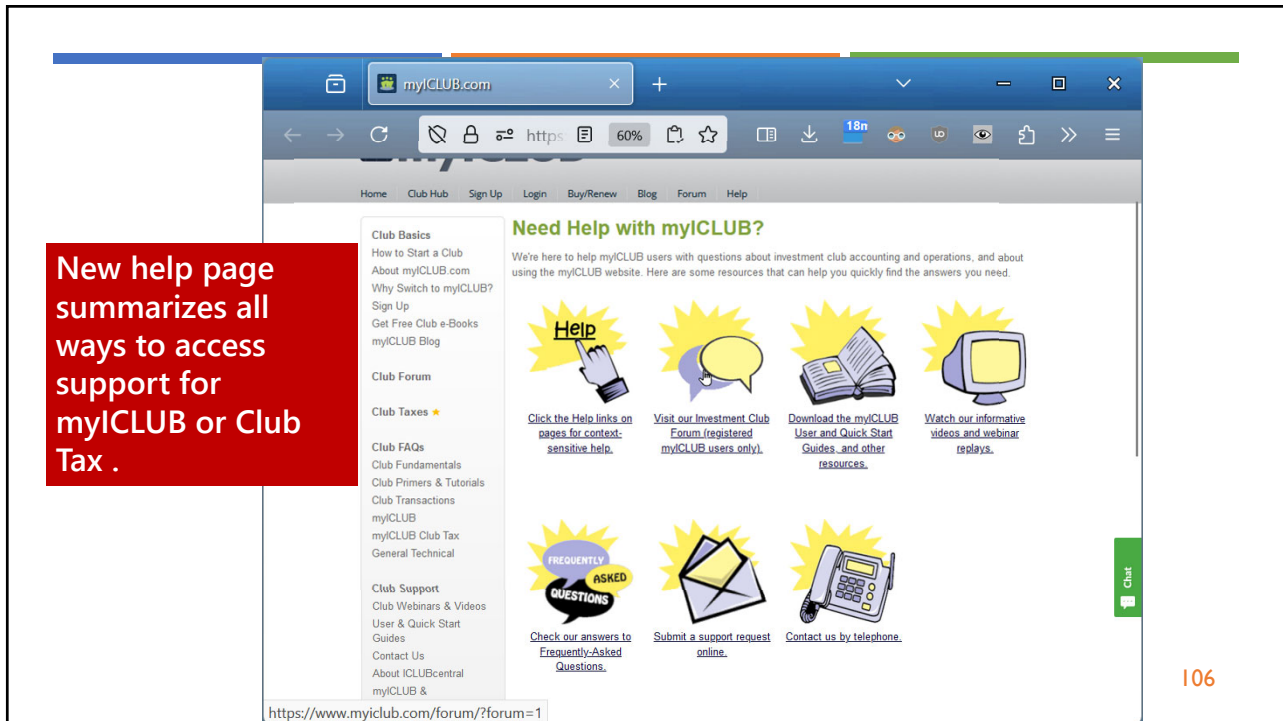 myICLUB.com
https
60%
18n
Home Club Hub Sign Up Login Buy/Renew Blog Forum Help
New help page
summarizes all
ways to access
support for
myICLUB or Club
Tax .
Club Basics
How to Start a Club
About myICLUB.com
Why Switch to myICLUB?
Sign Up
Get Free Club e-Books
myICLUB Blog
Club Forum
Club Taxes
Club FAQs
Club Fundamentals
Club Primers & Tutorials
Club Transactions
myICLUB
myICLUB Club Tax
General Technical
Club Support
Club Webinars & Videos
User & Quick Start
Guides
Contact Us
About ICLUBcentral
myICLUB &
Need Help with myICLUB?
We're here to help myICLUB users with questions about investment club accounting and operations, and about
using the myICLUB website. Here are some resources that can help you quickly find the answers you need.
Help
Click the Help links on
pages for context-
sensitive help.
Visit our Investment Club
Forum (registered
myICLUB users only).
Download the myICLUB
User and Quick Start
Guides, and other
resources.
Watch our informative
videos and webinar
replays.
FREQUENTLY
ASKED
QUESTIONS
Check our answers to
Frequently-Asked
Questions.
Submit a support request
online.
Contact us by telephone.
Chat
https://www.myiclub.com/forum/?forum=1
106